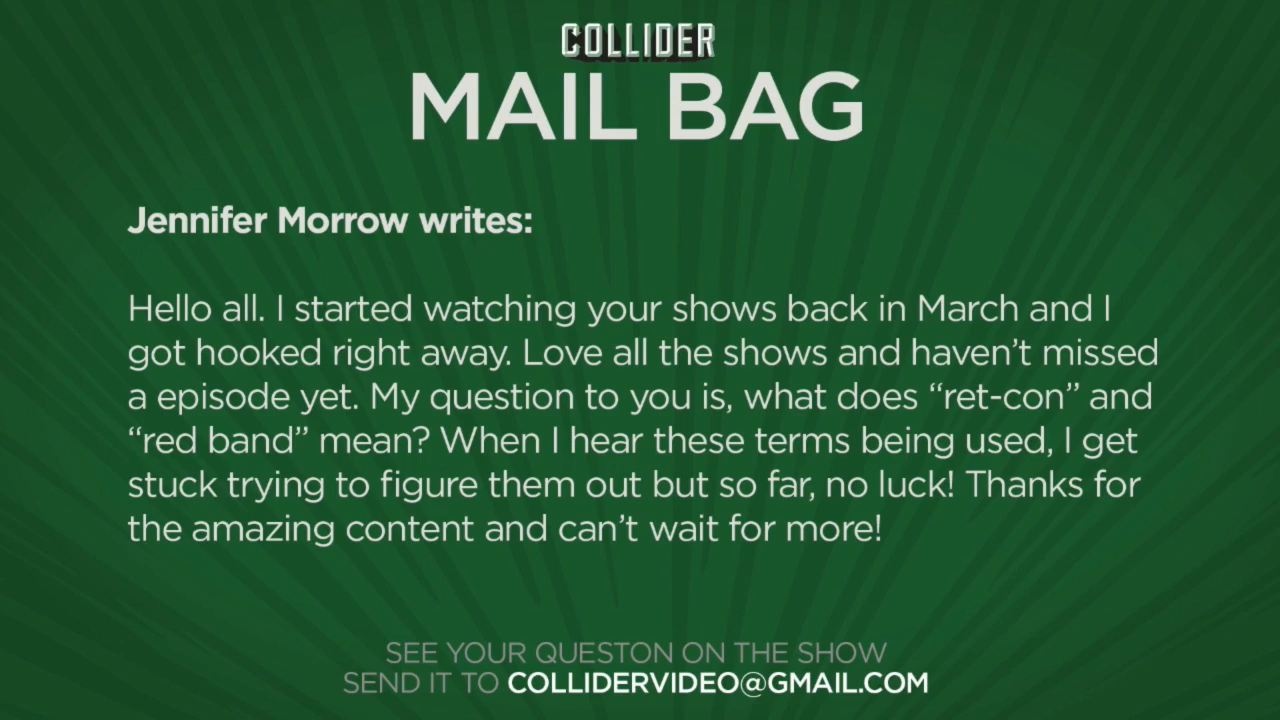 COLLIDER
MAIL BAG
Jennifer Morrow writes:
Hello all. I started watching your shows back in March and I
got hooked right away. Love all the shows and haven’t missed
a episode yet. My question to you is, what does “ret-con” and
“red band” mean? When I hear these terms being used, I get
stuck trying to figure them out but so far, no luck! Thanks for
the amazing content and can’t wait for more!
SEE YOUR QUESTON ON THE SHOW
SEND IT TO COLLIDERVIDEO@GMAIL.COM